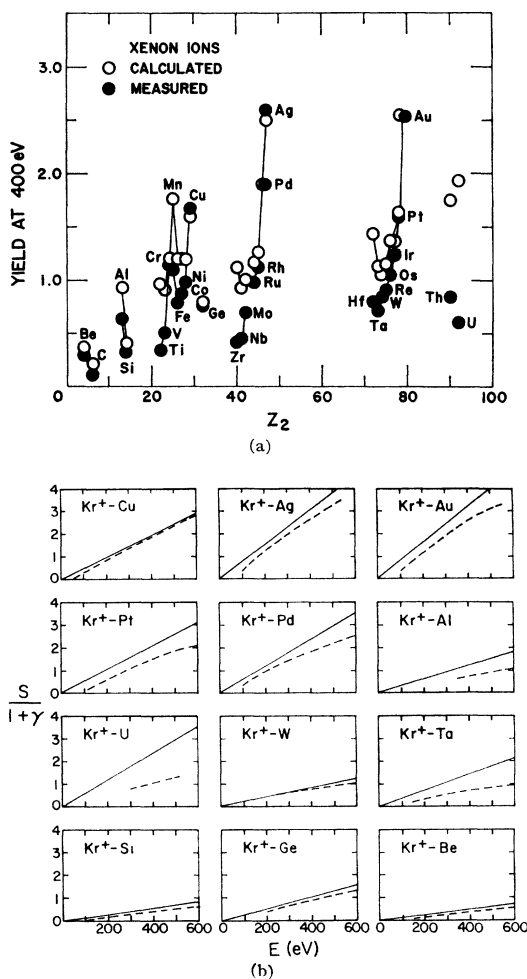 XENON IONS
○ CALCULATED
● MEASURED
YIELD AT 400 eV
3.0
2.0
1.0
0
Be
C
Al
Si
Mn
Cr
V
Ti
Cu
Ni
Co
Fe
Ge
Ag
Pd
Rh
Ru
Mo
Nb
Zr
Au
Pt
Ir
Os
Re
W
Hf
Ta
Th
U
0 20 40 60 80 100
Z2
(a)
4
3
2
1
0
Kr+-Cu
Kr+-Ag
Kr+-Au
4
3
2
1
0
Kr+-Pt
Kr+-Pd
Kr+-Al
S
1+γ
4
3
2
1
0
Kr+-U
Kr+-W
Kr+-Ta
4
3
2
1
0
Kr+-Si
Kr+-Ge
Kr+-Be
0 200 400 600 0 200 400 600 0 200 400 600
E (eV)
(b)